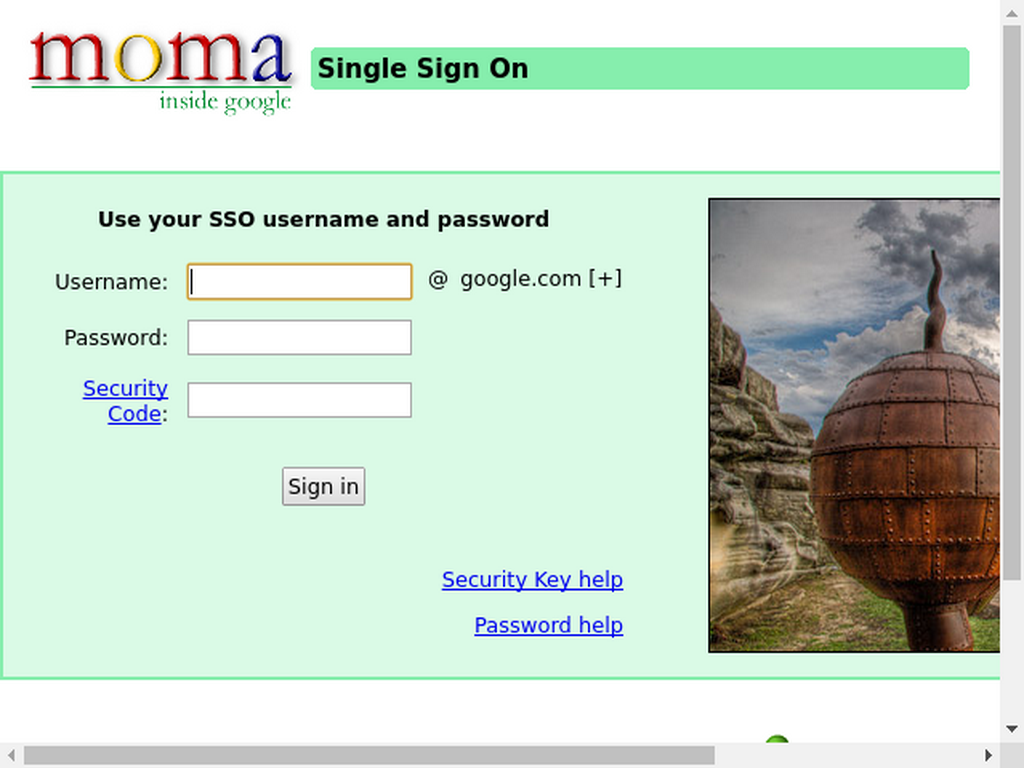 moma
inside google
Single Sign On
Use your SSO username and password
Username:
@ google.com [+]
Password:
Security
Code:
Sign in
Security Key help
Password help